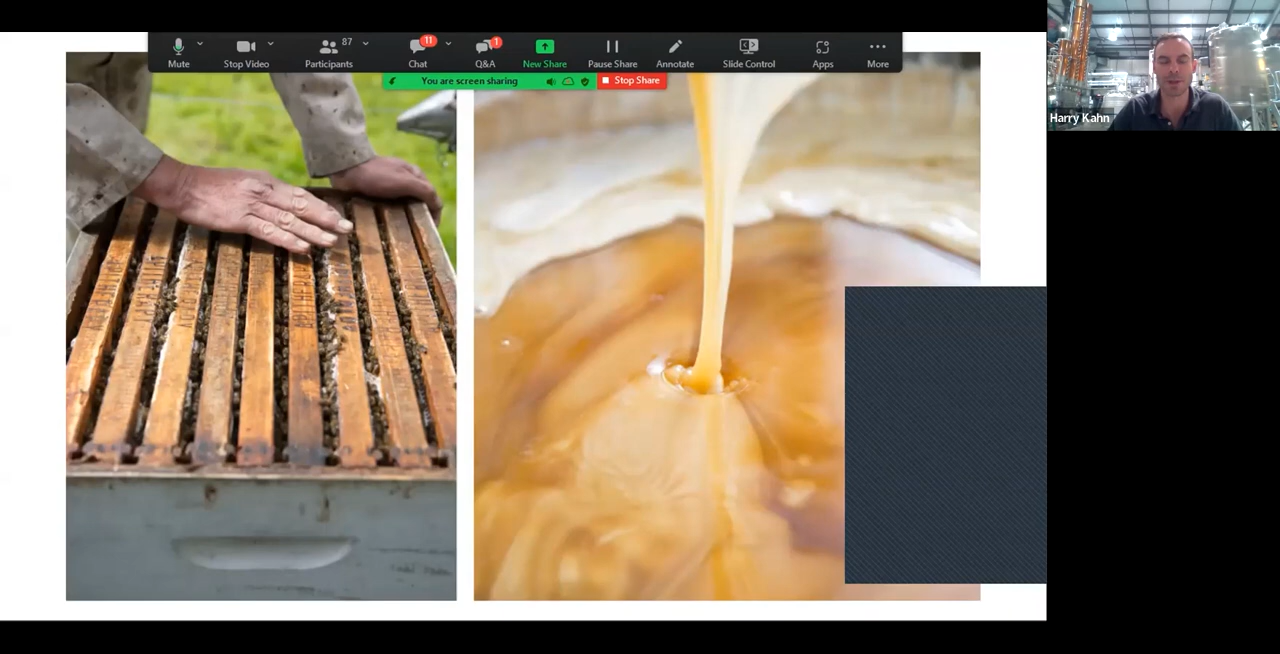 Mute
Stop Video
87
Participants
11
Chat
1
Q&A
New Share
Pause Share
Annotate
Slide Control
Apps
More
You are screen sharing
Stop Share
Harry Kahn